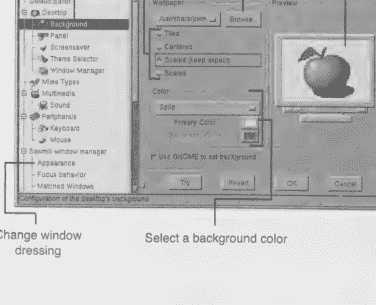 Default Editor
Desktop
Background
Panel
Screensaver
Theme Selector
Window Manager
Mime Types
Multimedia
Sound
Peripherals
Keyboard
Mouse
Sawmill window manager
Appearance
Focus behavior
Matched Windows
Configuration of the desktop's background
Wallpaper
/usr/share/pixm
Browse...
Tiled
Centered
Scaled (keep aspect)
Scaled
Color
Solid
Primary Color
Use GNOME to set background
Try
Revert
OK
Cancel
Preview
Change window
dressing
Select a background color